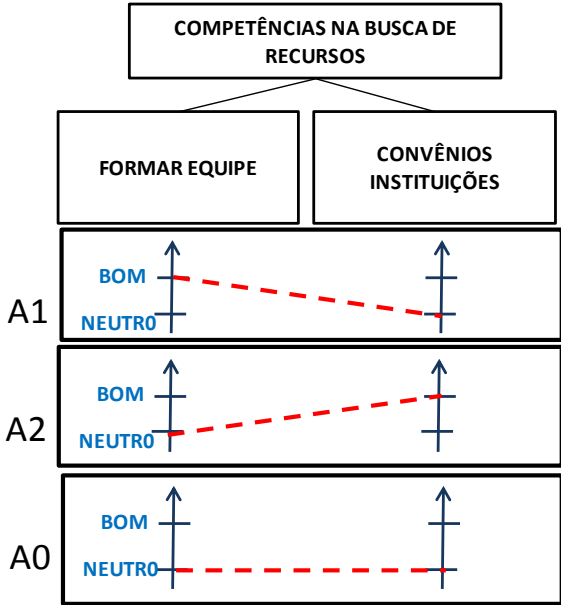 COMPETÊNCIAS NA BUSCA DE
RECURSOS
FORMAR EQUIPE
CONVÊNIOS
INSTITUIÇÕES
A1
BOM
NEUTR0
A2
BOM
NEUTR0
A0
BOM
NEUTR0